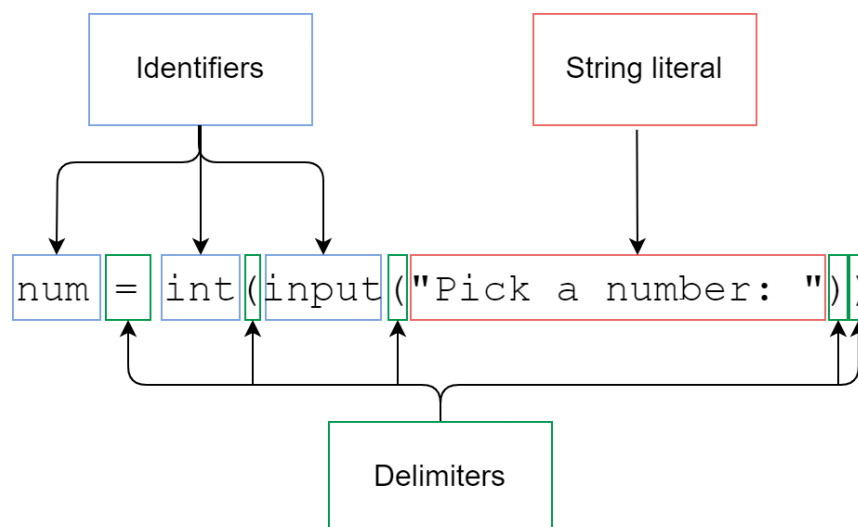 Identifiers
String literal
num = int(input("Pick a number: "))
Delimiters